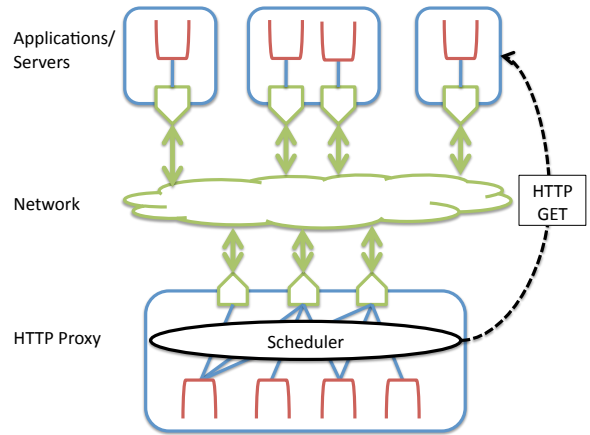 Applications/
Servers
Network
HTTP
GET
HTTP Proxy
Scheduler